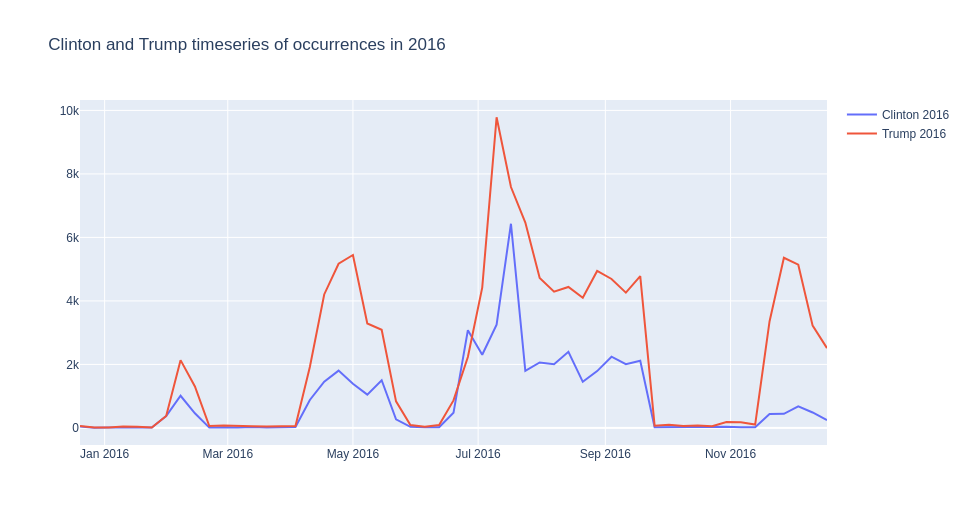 Clinton and Trump timeseries of occurrences in 2016
10k
8k
6k
4k
2k
0
Jan 2016 Mar 2016 May 2016 Jul 2016 Sep 2016 Nov 2016
Clinton 2016
Trump 2016